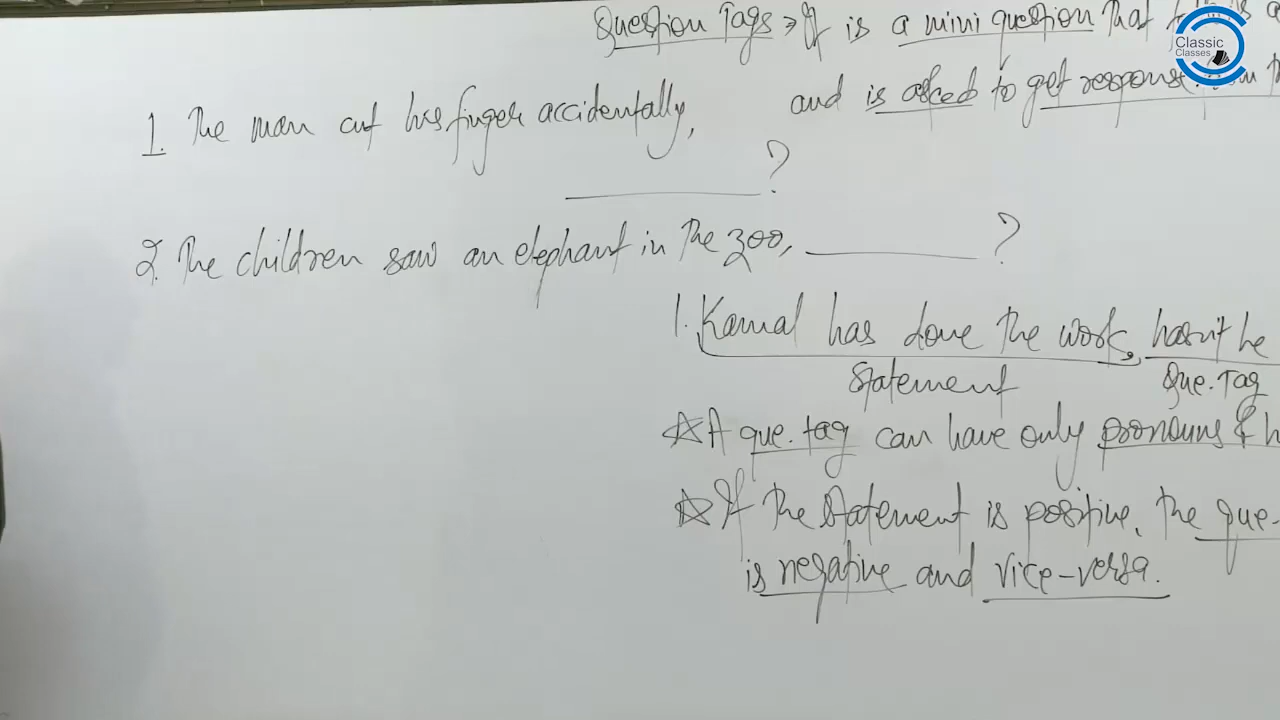 Question Tags → It is a mini question that
Classic
Classes
and is asked to get response
1. The man cut his finger accidentally,
?
2. The children saw an elephant in the zoo, ?
1. Kamal has done the work, hasn't he
Statement Que. Tag
☆ A que. tag can have only pronouns &
☆ If the statement is positive, the que-
is negative and vice-versa.